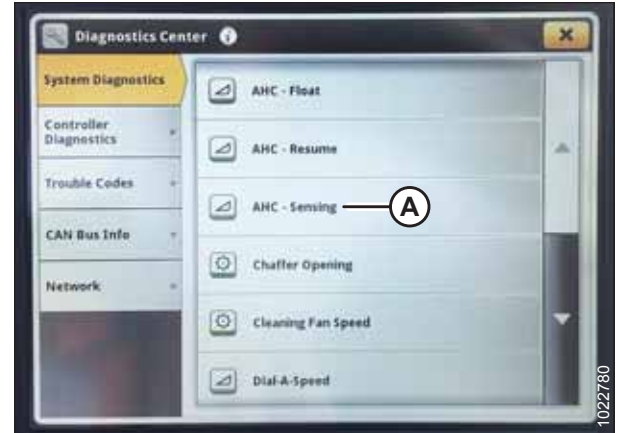 Diagnostics Center
System Diagnostics
Controller
Diagnostics
Trouble Codes
CAN Bus Info
Network
AHC - Float
AHC - Resume
AHC - Sensing
A
Chaffer Opening
Cleaning Fan Speed
Dial-A-Speed
1022780